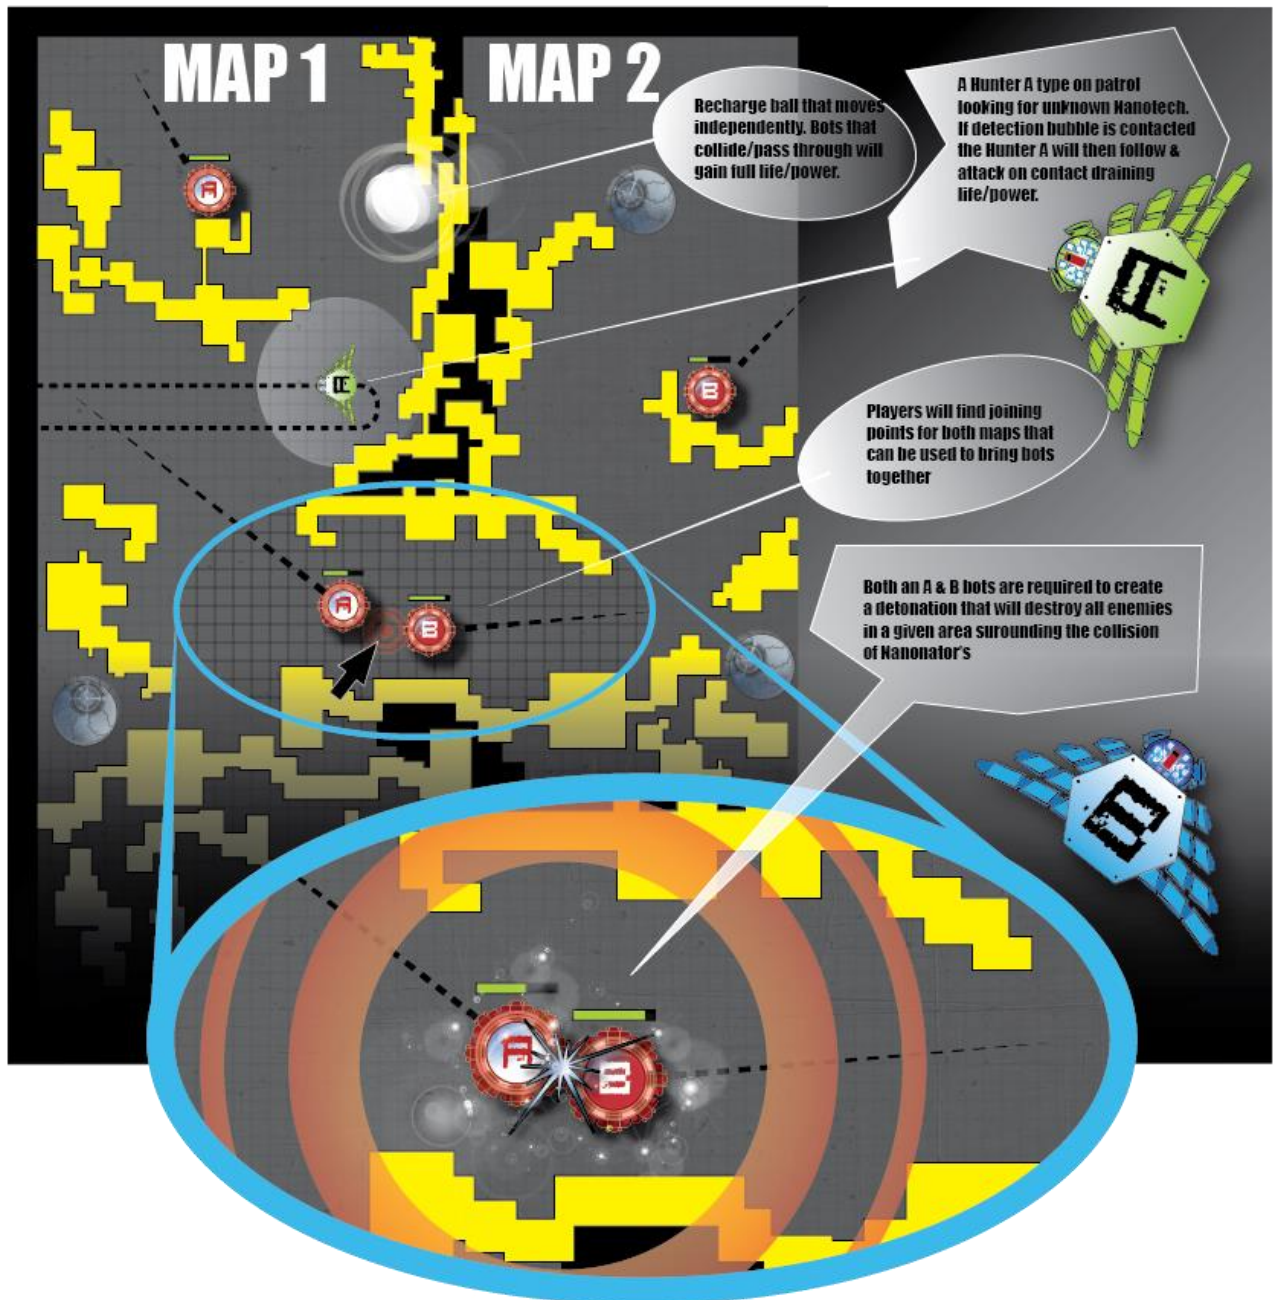 MAP 1
MAP 2
Recharge ball that moves
independently. Bots that
collide/pass through will
gain full life/power.
A Hunter A type on patrol
looking for unknown Nanotech.
If detection bubble is contacted
the Hunter A will then follow &
attack on contact draining
life/power.
A
A
A
B
Players will find joining
points for both maps that
can be used to bring bots
together
A
B
Both an A & B bots are required to create
a detonation that will destroy all enemies
in a given area surounding the collision
of Nanonator's
B
A
B